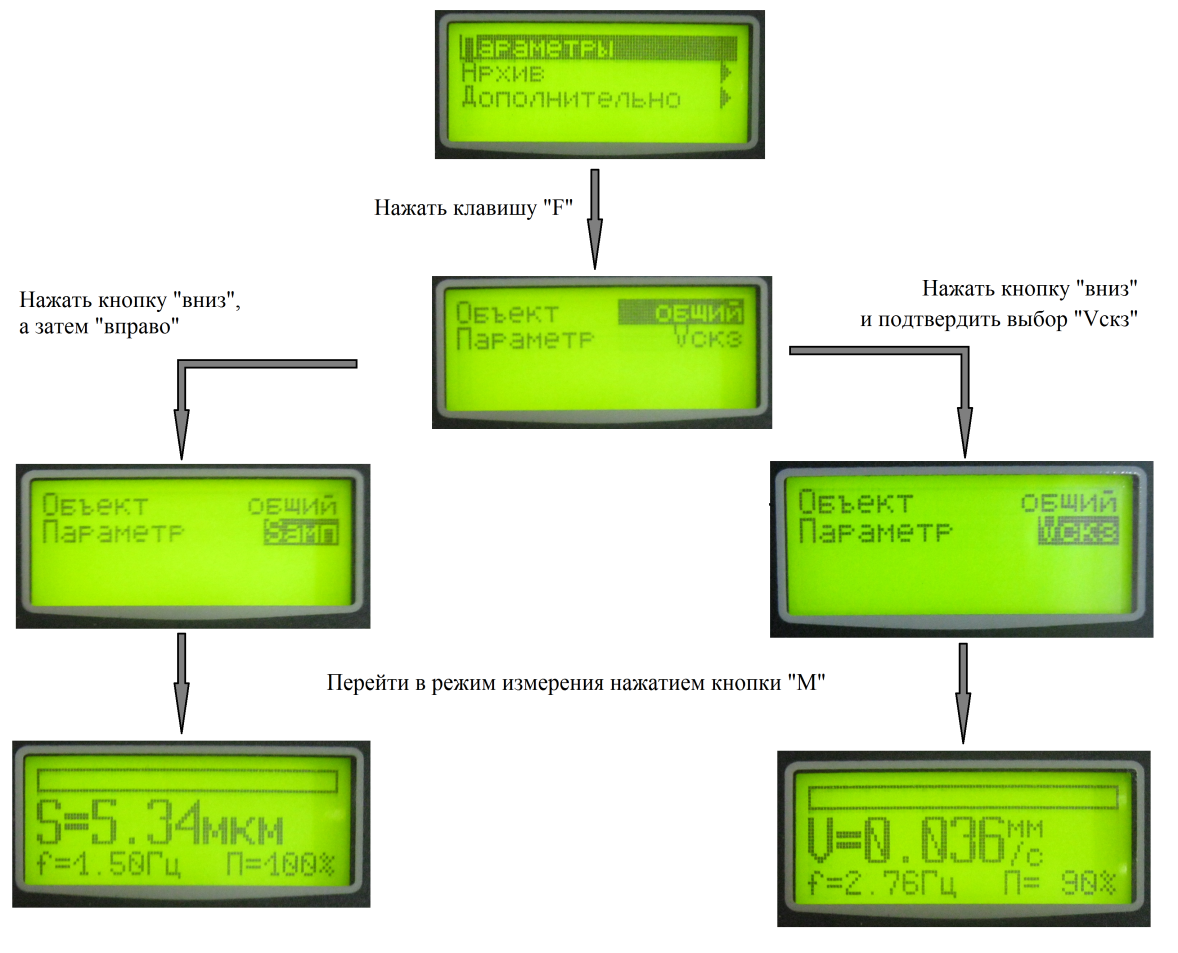 Параметры
Архив
Дополнительно
Нажать клавишу "F"
Нажать кнопку "вниз",
а затем "вправо"
Объект общий
Параметр Vскз
Нажать кнопку "вниз"
и подтвердить выбор "Vскз"
Объект общий
Параметр Sамп
Объект общий
Параметр Vскз
Перейти в режим измерения нажатием кнопки "М"
S=5.34мкм
f=1.50Гц П=100%
V=0.036мм/с
f=2.76Гц П= 90%